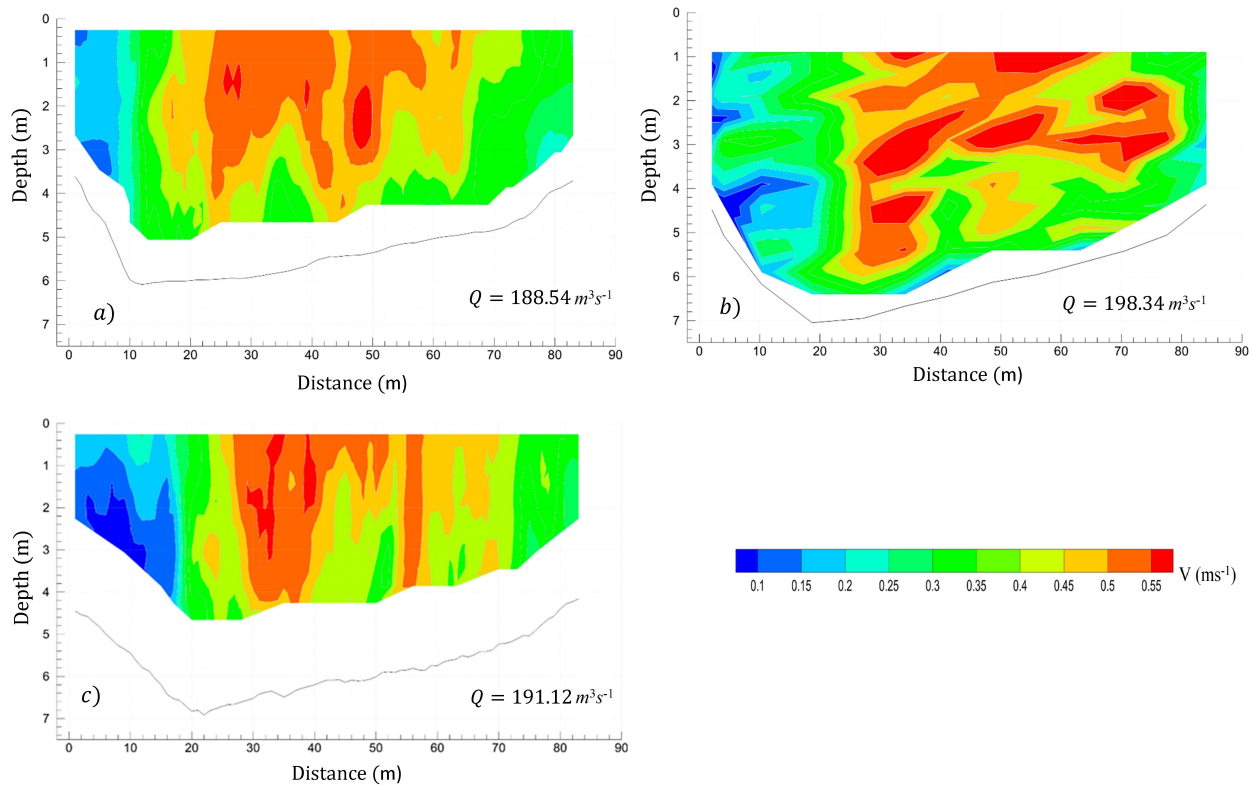 0
1
2
3
4
5
6
7
Depth (m)
a)
Q = 188.54 m³s⁻¹
0 10 20 30 40 50 60 70 80 90
Distance (m)
0
1
2
3
4
5
6
7
Depth (m)
b)
Q = 198.34 m³s⁻¹
0 10 20 30 40 50 60 70 80 90
Distance (m)
0
1
2
3
4
5
6
7
Depth (m)
c)
Q = 191.12 m³s⁻¹
0 10 20 30 40 50 60 70 80 90
Distance (m)
V (ms⁻¹)
0.1 0.15 0.2 0.25 0.3 0.35 0.4 0.45 0.5 0.55